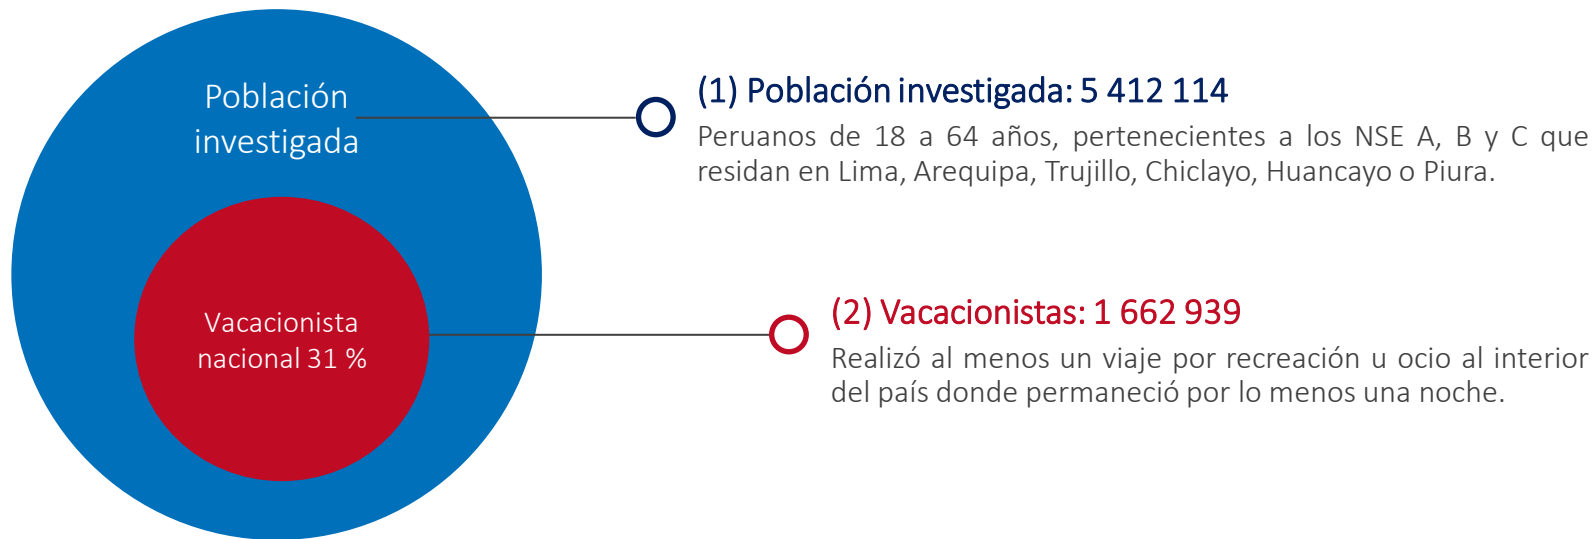 Población
investigada
(1) Población investigada: 5 412 114
Peruanos de 18 a 64 años, pertenecientes a los NSE A, B y C que
residan en Lima, Arequipa, Trujillo, Chiclayo, Huancayo o Piura.
Vacacionista
nacional 31 %
(2) Vacacionistas: 1 662 939
Realizó al menos un viaje por recreación u ocio al interior
del país donde permaneció por lo menos una noche.